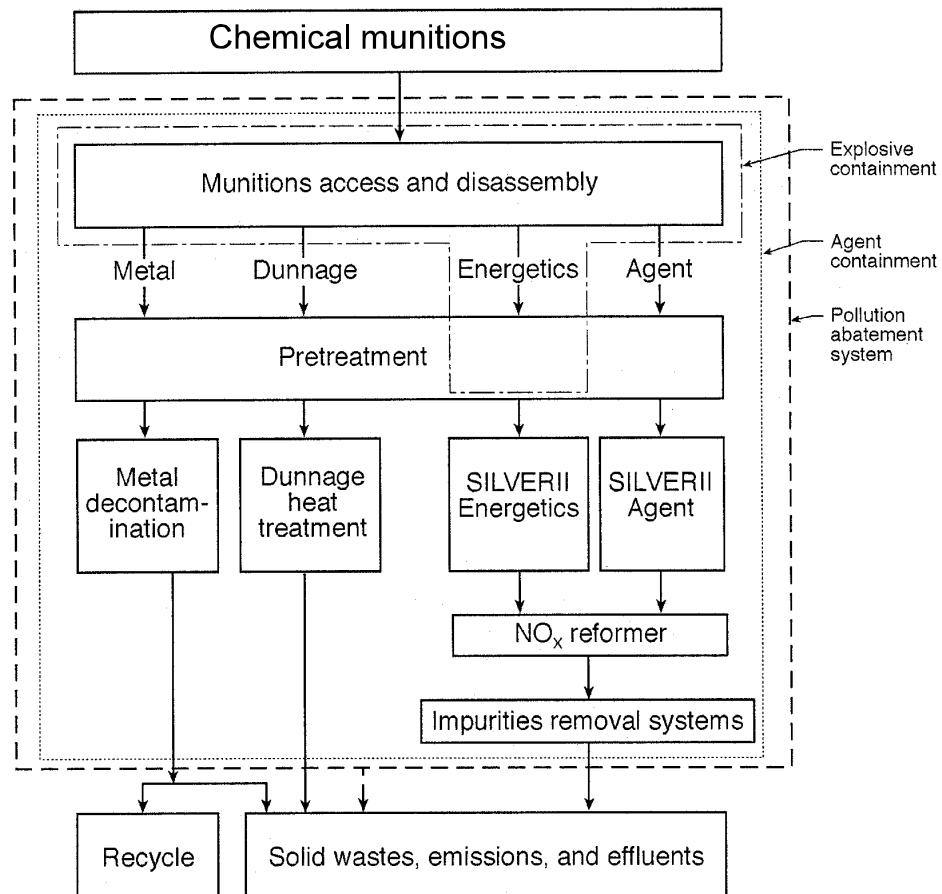 Chemical munitions
Munitions access and disassembly
Explosive
containment
Agent
containment
Pollution
abatement
system
Metal
Dunnage
Energetics
Agent
Pretreatment
Metal
decontam-
ination
Dunnage
heat
treatment
SILVERII
Energetics
SILVERII
Agent
NOx reformer
Impurities removal systems
Recycle
Solid wastes, emissions, and effluents